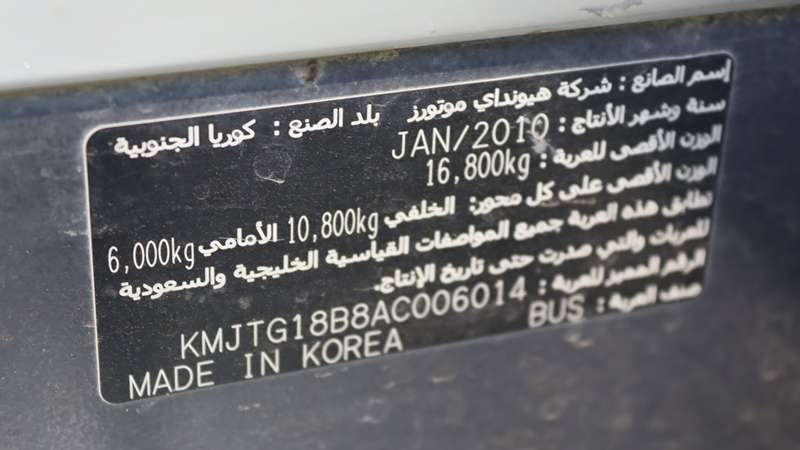 إسم الصانع : شركة هيونداي موتورز بلد الصنع : كوريا الجنوبية
سنة وشهر الأنتاج : JAN/2010
الوزن الأقصى للعربة : 16,800kg
الوزن الأقصى على كل محور: الخلفي 10,800kg الأمامي 6,000kg
تطابق هذه العربة جميع المواصفات القياسية الخليجية والسعودية
للعربات والتي صدرت حتى تاريخ الإنتاج.
الرقم المميز للعربة : KMJTG18B8AC006014
صنف العربة : BUS
MADE IN KOREA